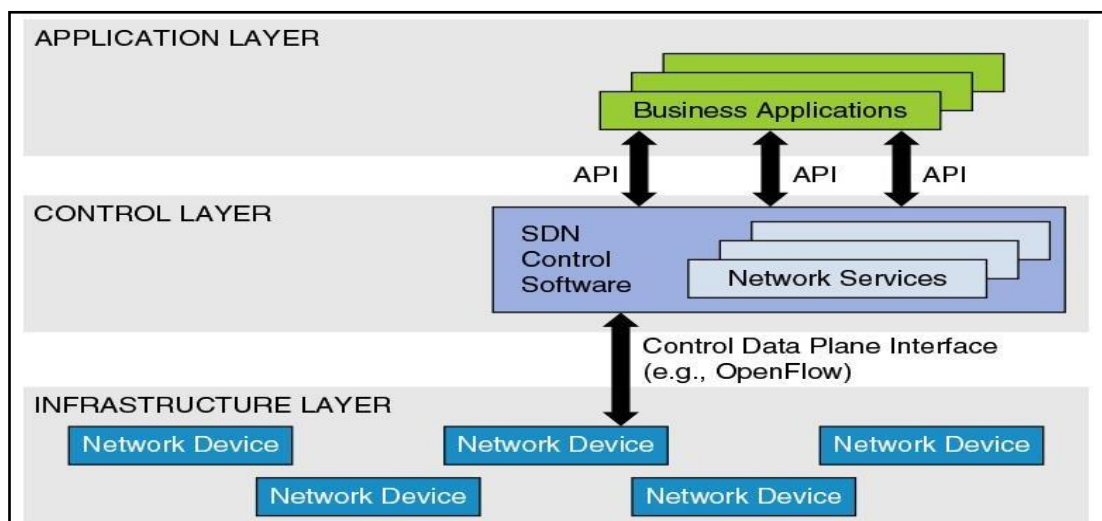 APPLICATION LAYER
Business Applications
API
API
API
CONTROL LAYER
SDN
Control
Software
Network Services
Control Data Plane Interface
(e.g., OpenFlow)
INFRASTRUCTURE LAYER
Network Device
Network Device
Network Device
Network Device
Network Device